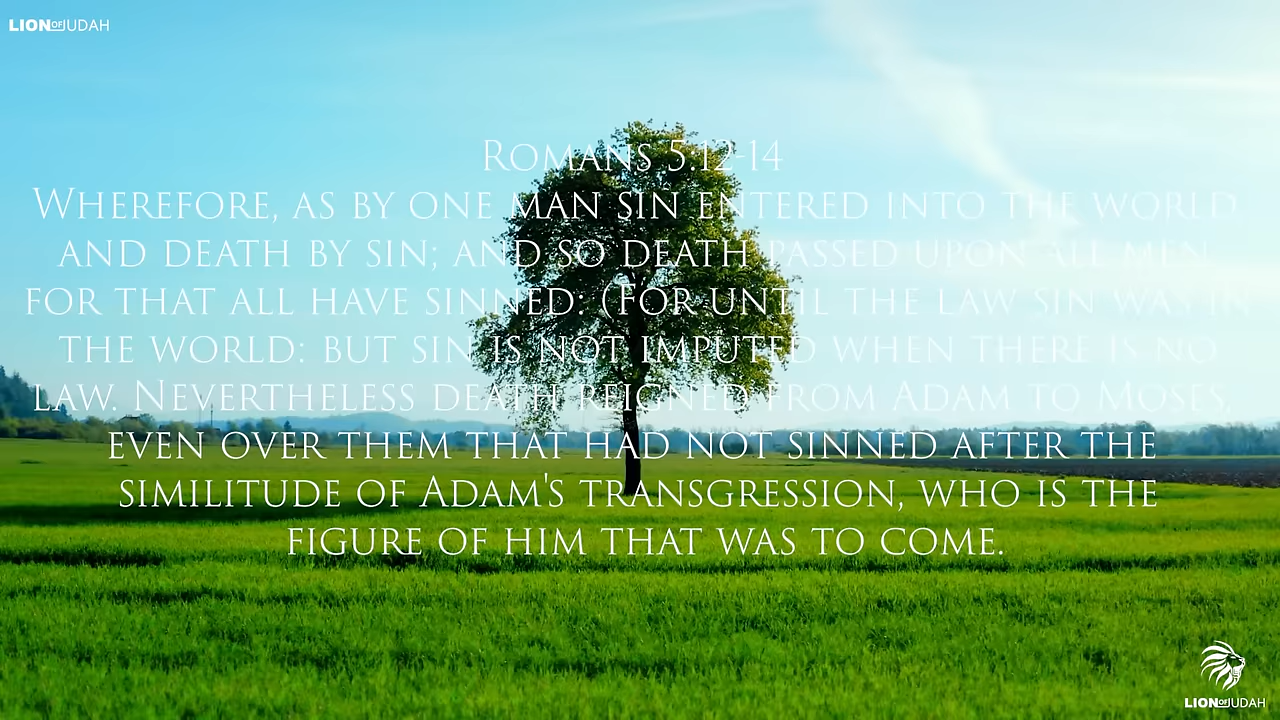 LION OF JUDAH
Romans 5:12-14
Wherefore, as by one man sin entered into the world,
and death by sin; and so death passed upon all men,
for that all have sinned: (For until the law sin was in
the world: but sin is not imputed when there is no
law. Nevertheless death reigned from Adam to Moses,
even over them that had not sinned after the
similitude of Adam's transgression, who is the
figure of him that was to come.
LION OF JUDAH